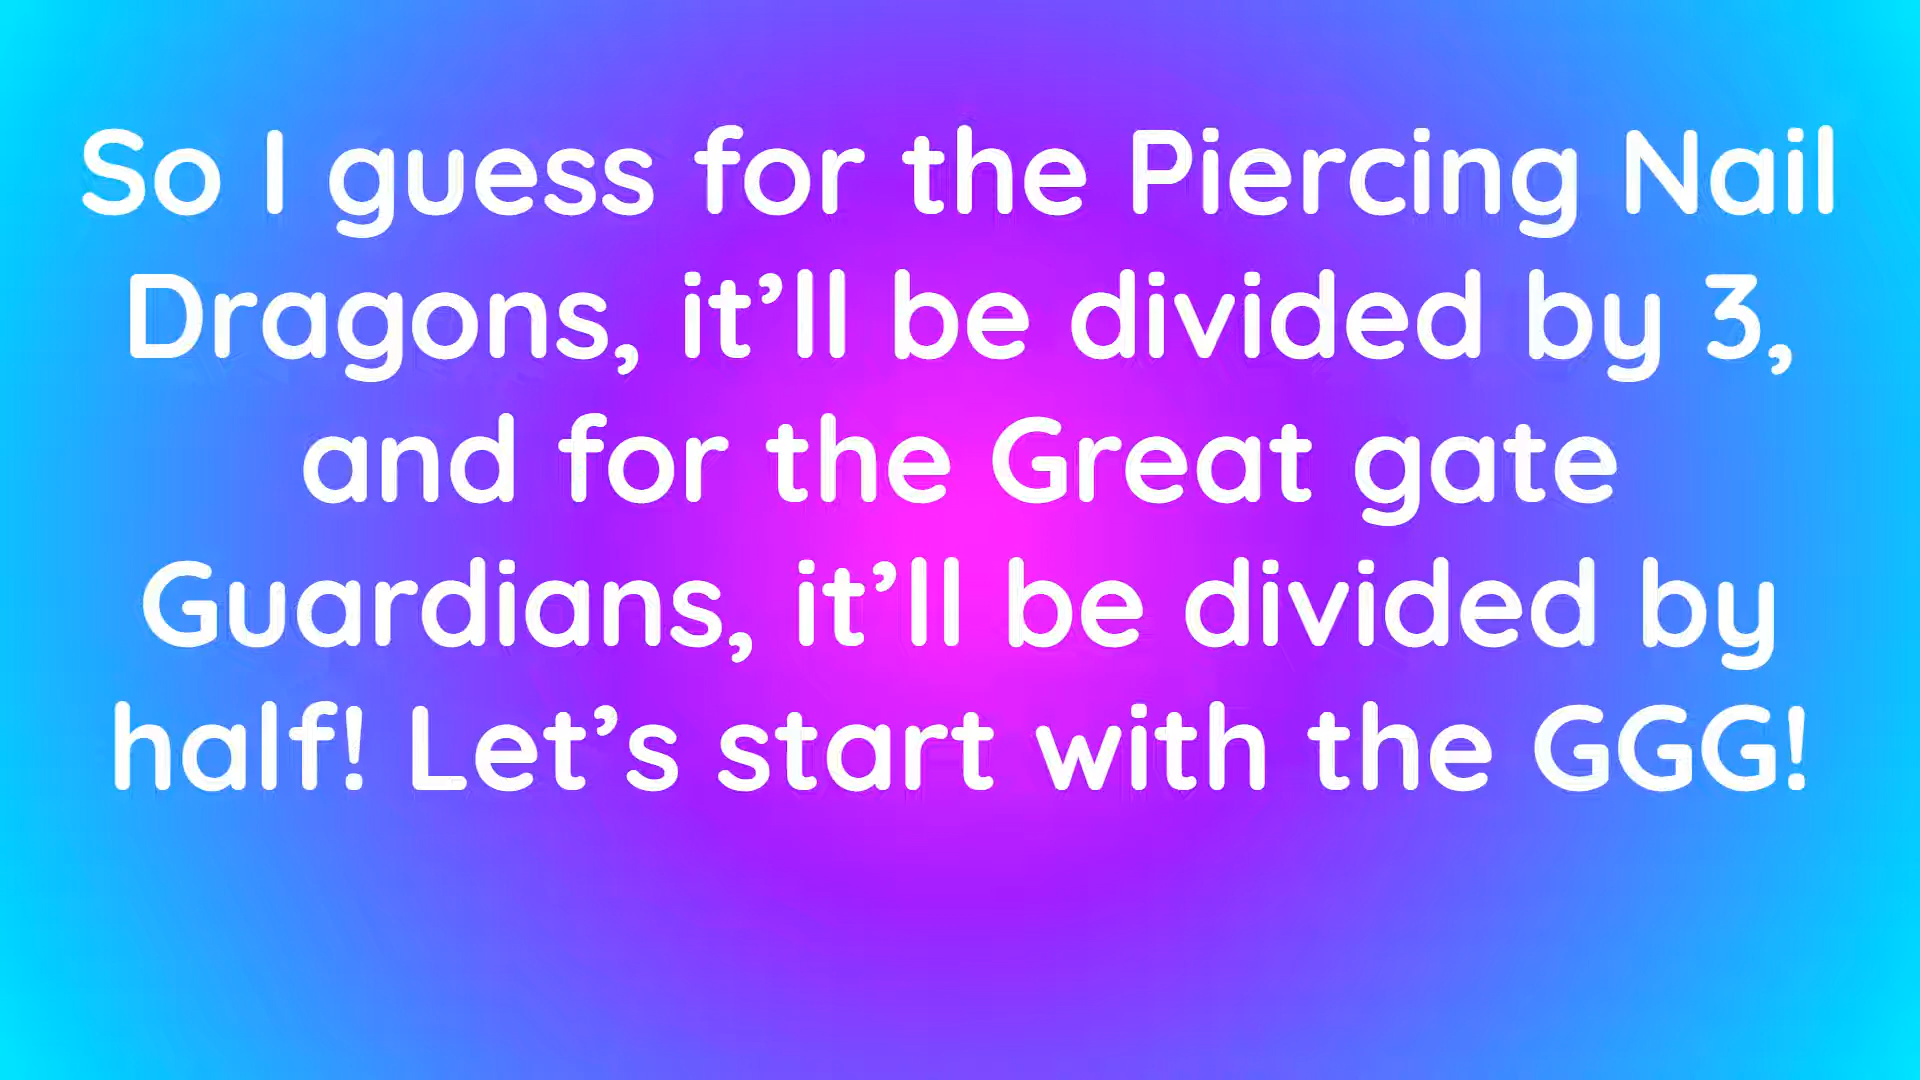 So I guess for the Piercing Nail
Dragons, it’ll be divided by 3,
and for the Great gate
Guardians, it’ll be divided by
half! Let’s start with the GGG!